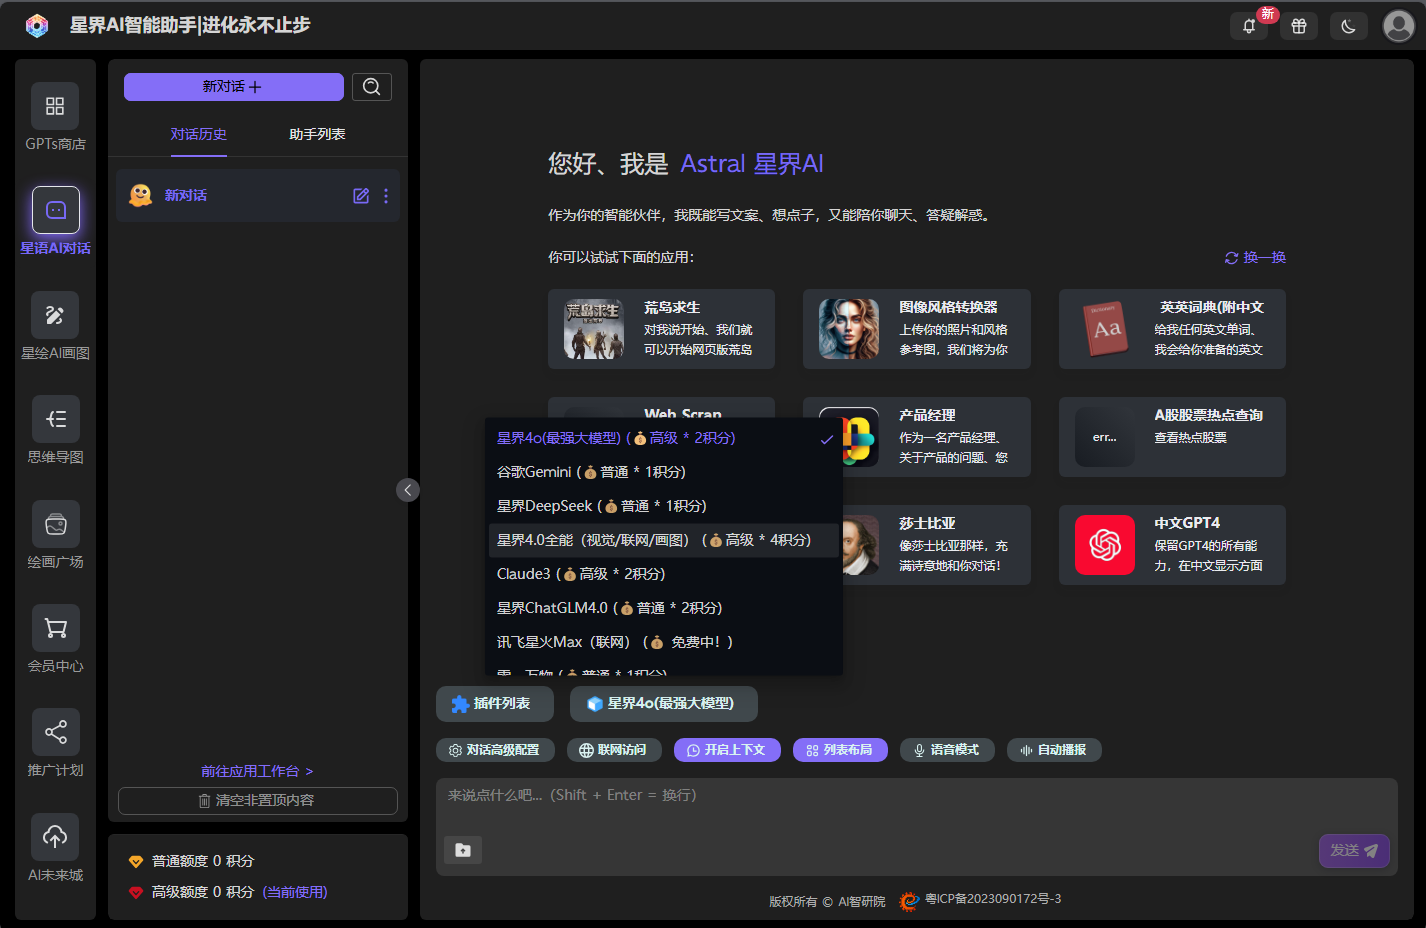 星界AI智能助手|进化永不止步
新
GPTs商店
星语AI对话
星绘AI画图
思维导图
绘画广场
会员中心
推广计划
AI未来城
新对话＋
对话历史
助手列表
新对话
前往应用工作台 >
清空非置顶内容
普通额度 0 积分
高级额度 0 积分 (当前使用)
您好、我是 Astral 星界AI
作为你的智能伙伴，我既能写文案、想点子，又能陪你聊天、答疑解惑。
你可以试试下面的应用：
换一换
荒岛求生
荒岛求生
对我说开始、我们就
可以开始网页版荒岛
图像风格转换器
上传你的照片和风格
参考图，我们将为你
Dictionary
Aa
英英词典(附中文
给我任何英文单词、
我会给你准备的英文
Web Scrap
产品经理
作为一名产品经理、
关于产品的问题、您
err...
A股股票热点查询
查看热点股票
莎士比亚
像莎士比亚那样，充
满诗意地和你对话！
中文GPT4
保留GPT4的所有能
力，在中文显示方面
星界4o(最强大模型) (💰高级 * 2积分)
谷歌Gemini (💰普通 * 1积分)
星界DeepSeek (💰普通 * 1积分)
星界4.0全能（视觉/联网/画图）（💰高级 * 4积分)
Claude3 (💰高级 * 2积分)
星界ChatGLM4.0 (💰普通 * 2积分)
讯飞星火Max（联网）（💰 免费中！)
零一万物 (💰普通 * 1积分)
插件列表
星界4o(最强大模型)
对话高级配置
联网访问
开启上下文
列表布局
语音模式
自动播报
来说点什么吧...（Shift + Enter = 换行）
发送
版权所有 © AI智研院
粤ICP备2023090172号-3